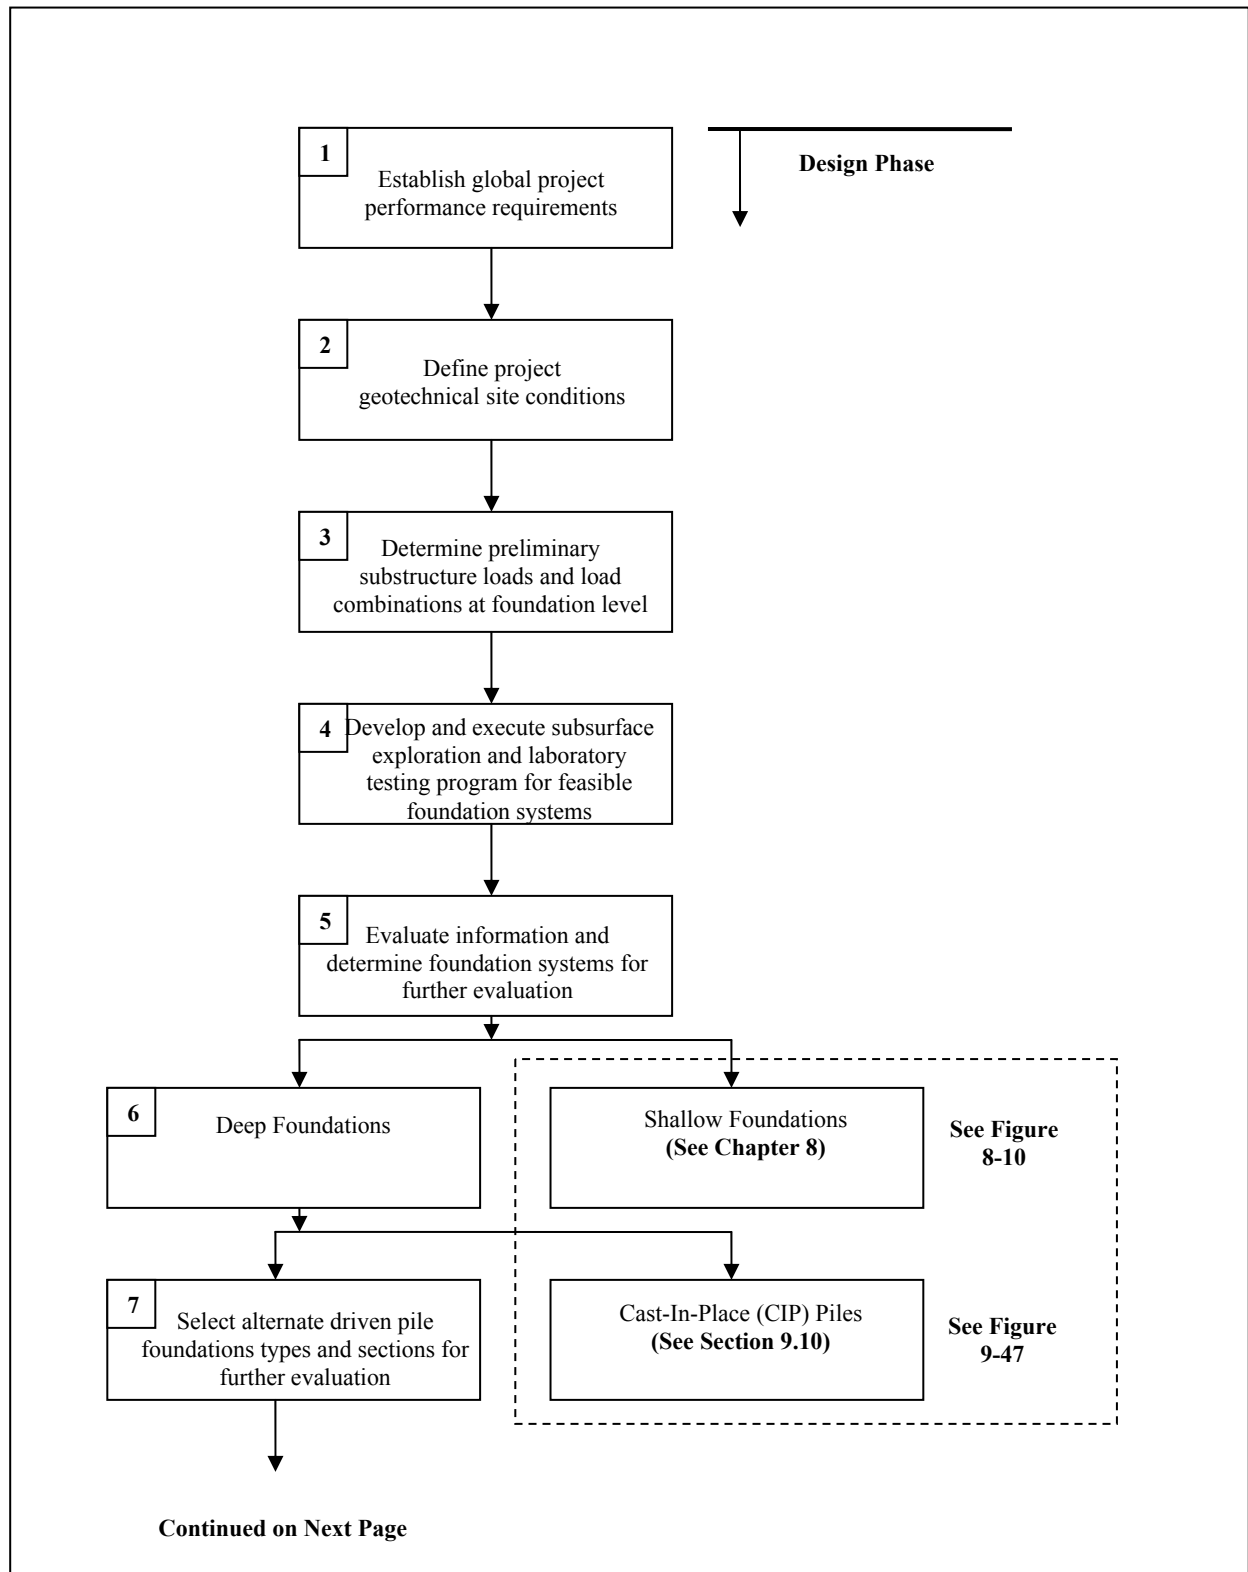 1
Establish global project
performance requirements
Design Phase
2
Define project
geotechnical site conditions
3
Determine preliminary
substructure loads and load
combinations at foundation level
4
Develop and execute subsurface
exploration and laboratory
testing program for feasible
foundation systems
5
Evaluate information and
determine foundation systems for
further evaluation
6
Deep Foundations
Shallow Foundations
(See Chapter 8)
See Figure
8-10
7
Select alternate driven pile
foundations types and sections for
further evaluation
Cast-In-Place (CIP) Piles
(See Section 9.10)
See Figure
9-47
Continued on Next Page